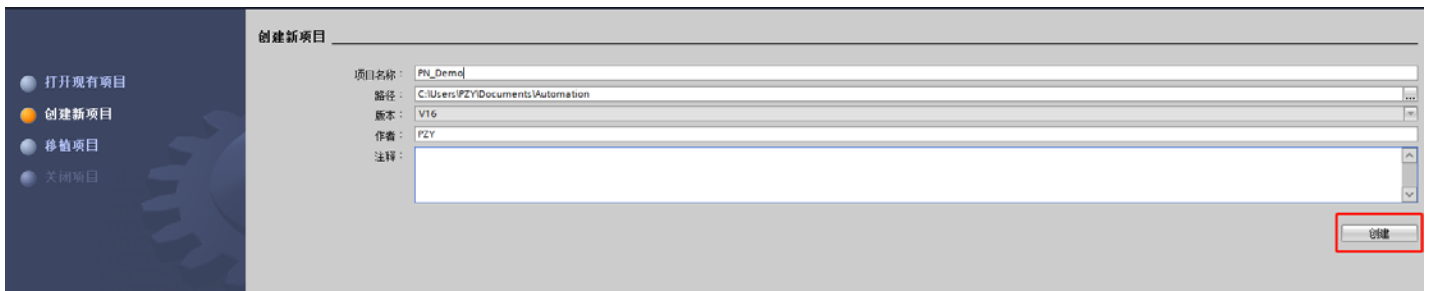 创建新项目
打开现有项目
创建新项目
移植项目
关闭项目
项目名称： PN_Demo
路径： C:\Users\PZY\Documents\Automation
...
版本： V16
作者： PZY
注释：
创建